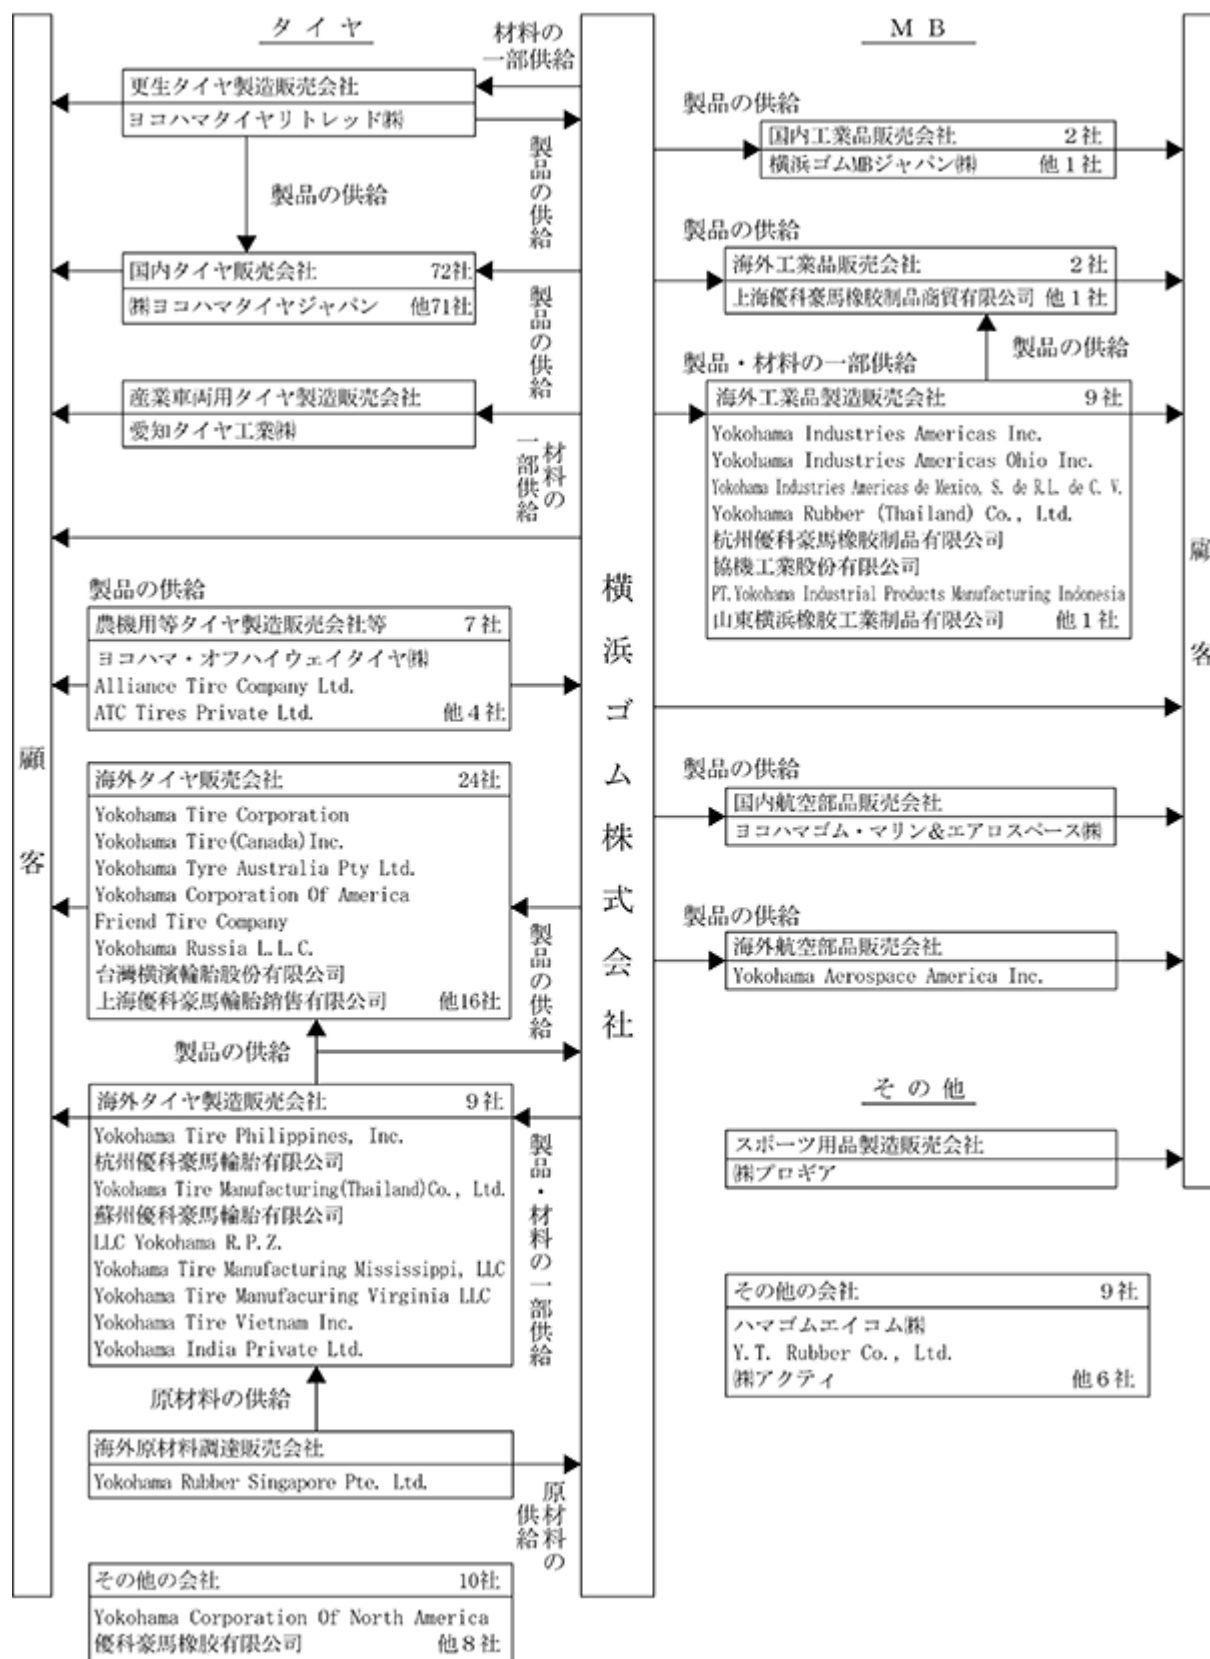 タイヤ
材料の
一部供給
更生タイヤ製造販売会社
ヨコハマタイヤリトレッド㈱
製品の供給
製品の供給
国内タイヤ販売会社 72社
㈱ヨコハマタイヤジャパン 他71社
製品の供給
産業車両用タイヤ製造販売会社
愛知タイヤ工業㈱
材料の
一部供給
製品の供給
農機用等タイヤ製造販売会社等 7社
ヨコハマ・オフハイウェイタイヤ㈱
Alliance Tire Company Ltd.
ATC Tires Private Ltd. 他4社
海外タイヤ販売会社 24社
Yokohama Tire Corporation
Yokohama Tire(Canada)Inc.
Yokohama Tyre Australia Pty Ltd.
Yokohama Corporation Of America
Friend Tire Company
Yokohama Russia L.L.C.
台灣横濱輪胎股份有限公司
上海優科豪馬輪胎銷售有限公司 他16社
製品の供給
製品の供給
海外タイヤ製造販売会社 9社
Yokohama Tire Philippines, Inc.
杭州優科豪馬輪胎有限公司
Yokohama Tire Manufacturing(Thailand)Co., Ltd.
蘇州優科豪馬輪胎有限公司
LLC Yokohama R.P.Z.
Yokohama Tire Manufacturing Mississippi, LLC
Yokohama Tire Manufacuring Virginia LLC
Yokohama Tire Vietnam Inc.
Yokohama India Private Ltd.
製品・材料の一部供給
原材料の供給
海外原材料調達販売会社
Yokohama Rubber Singapore Pte. Ltd.
原材料の
供給
その他の会社 10社
Yokohama Corporation Of North America
優科豪馬橡胶有限公司 他8社
顧客
横浜ゴム株式会社
MB
製品の供給
国内工業品販売会社 2社
横浜ゴムMBジャパン㈱ 他1社
製品の供給
海外工業品販売会社 2社
上海優科豪馬橡胶制品商貿有限公司 他1社
製品の供給
製品・材料の一部供給
海外工業品製造販売会社 9社
Yokohama Industries Americas Inc.
Yokohama Industries Americas Ohio Inc.
Yokohama Industries Americas de Mexico, S. de R.L. de C. V.
Yokohama Rubber (Thailand) Co., Ltd.
杭州優科豪馬橡胶制品有限公司
協機工業股份有限公司
PT.Yokohama Industrial Products Manufacturing Indonesia
山東横浜橡胶工業制品有限公司 他1社
製品の供給
国内航空部品販売会社
ヨコハマゴム・マリン&エアロスペース㈱
製品の供給
海外航空部品販売会社
Yokohama Aerospace America Inc.
その他
スポーツ用品製造販売会社
㈱プロギア
その他の会社 9社
ハマゴムエイコム㈱
Y.T. Rubber Co., Ltd.
㈱アクティ 他6社
顧客